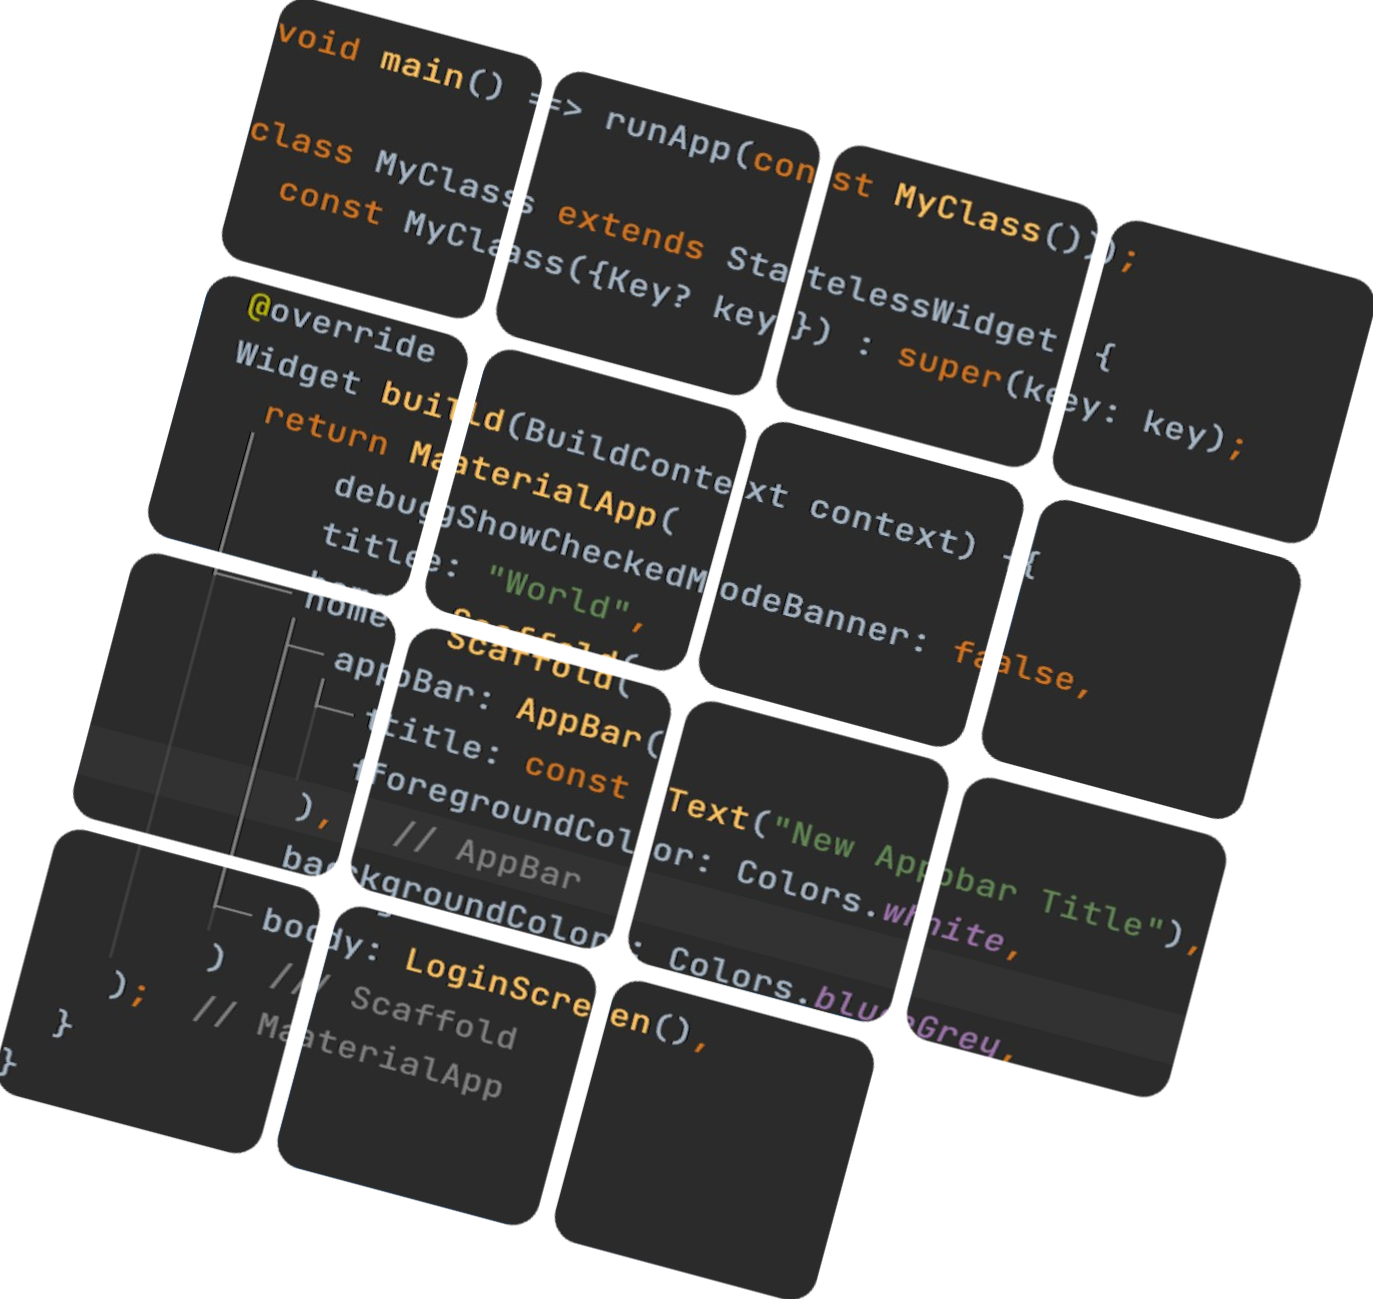 void main() => runApp(const MyClass());
class MyClass extends StatelessWidget {
const MyClass({Key? key}) : super(key: key);
@override
Widget build(BuildContext context) {
return MaterialApp(
debugShowCheckedModeBanner: false,
title: "World",
home Scaffold(
appBar: AppBar(
title: const Text("New Appbar Title"),
foregroundColor: Colors.white,
backgroundColor: Colors.blueGrey,
), // AppBar
body: LoginScreen(),
) // Scaffold
); // MaterialApp
}
}